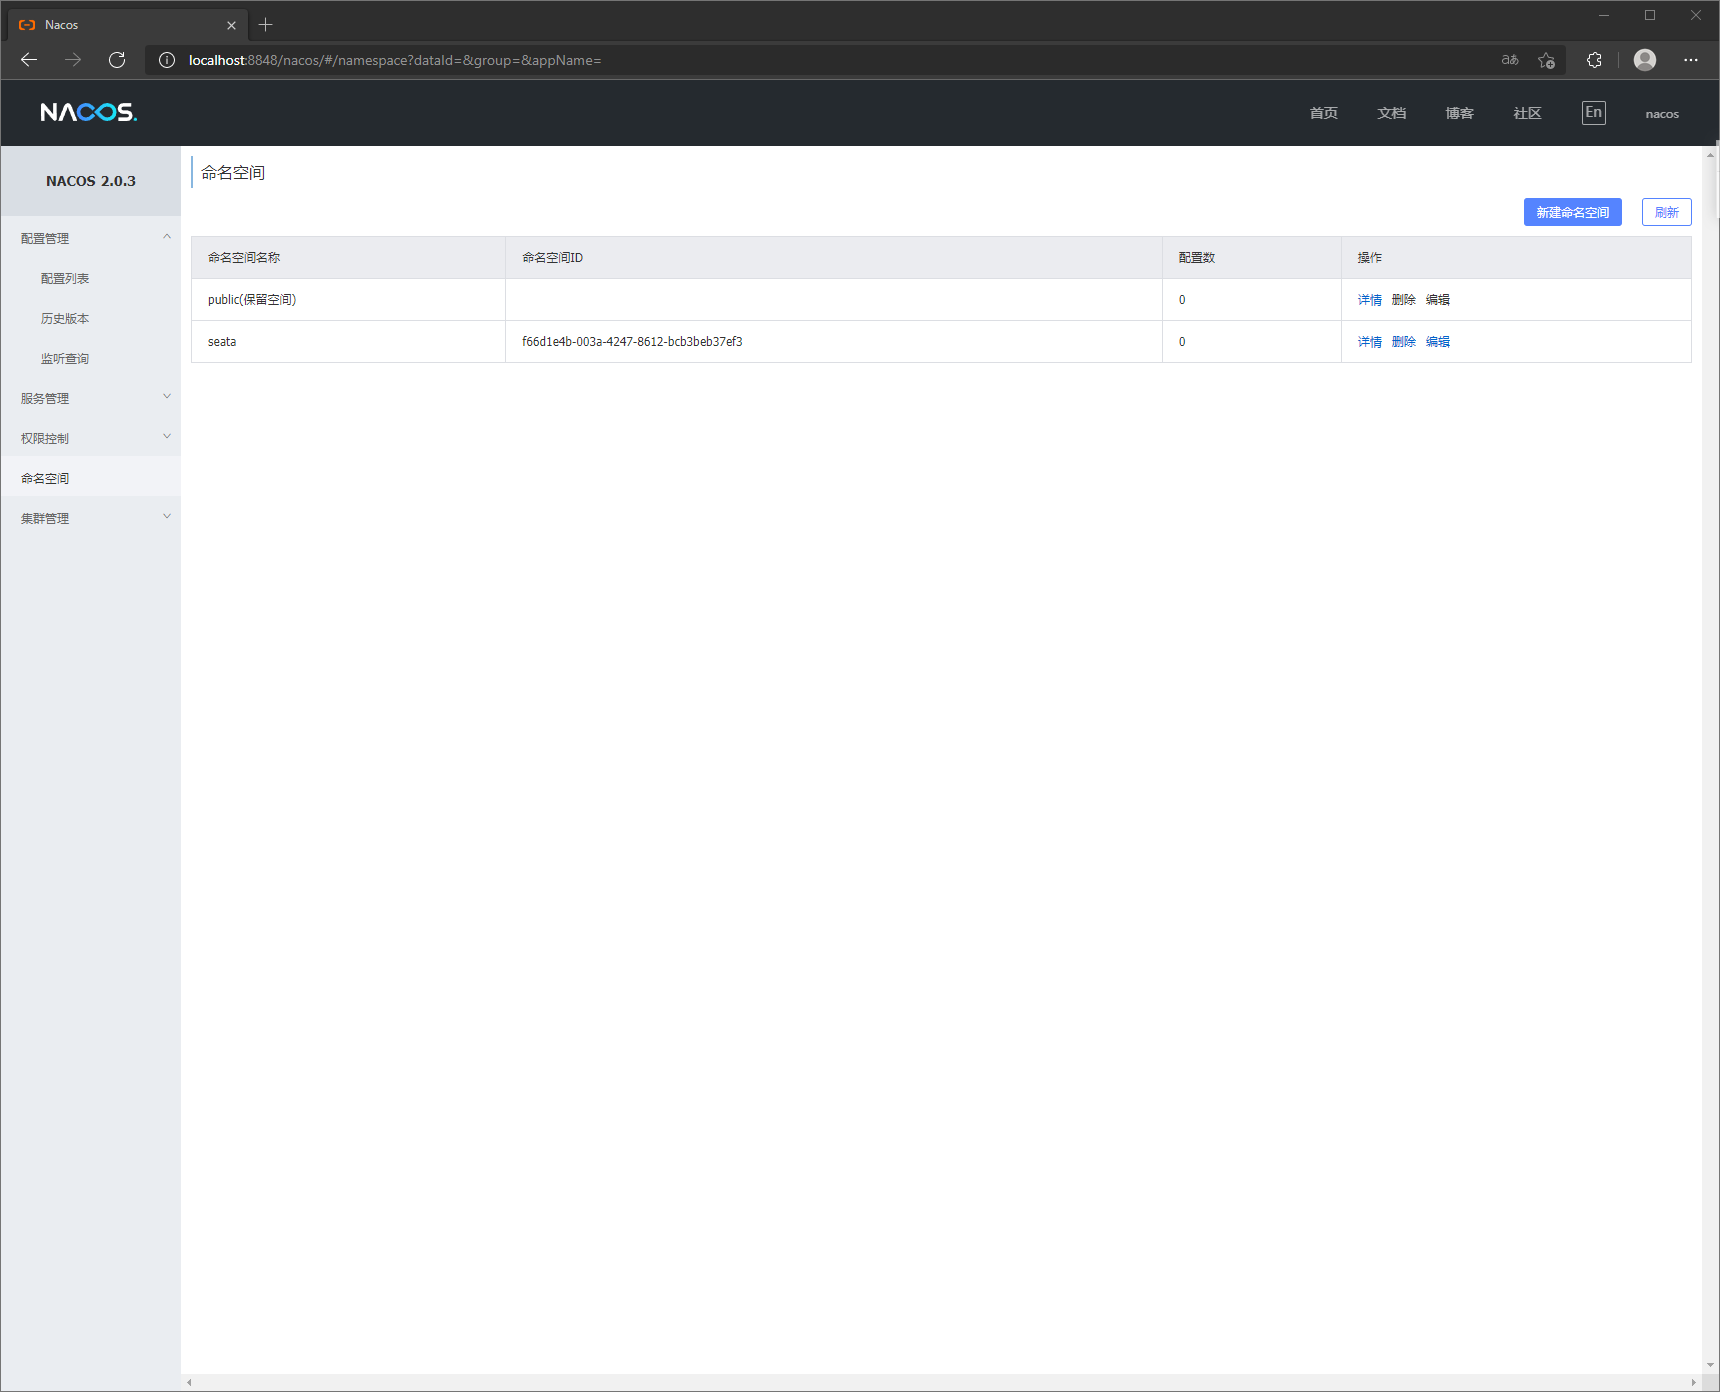 Nacos
localhost:8848/nacos/#/namespace?dataId=&group=&appName=
NACOS.
首页 文档 博客 社区 En nacos
NACOS 2.0.3
配置管理
配置列表
历史版本
监听查询
服务管理
权限控制
命名空间
集群管理
命名空间
新建命名空间 刷新
命名空间名称 命名空间ID 配置数 操作
public(保留空间) 0 详情 删除 编辑
seata f66d1e4b-003a-4247-8612-bcb3beb37ef3 0 详情 删除 编辑